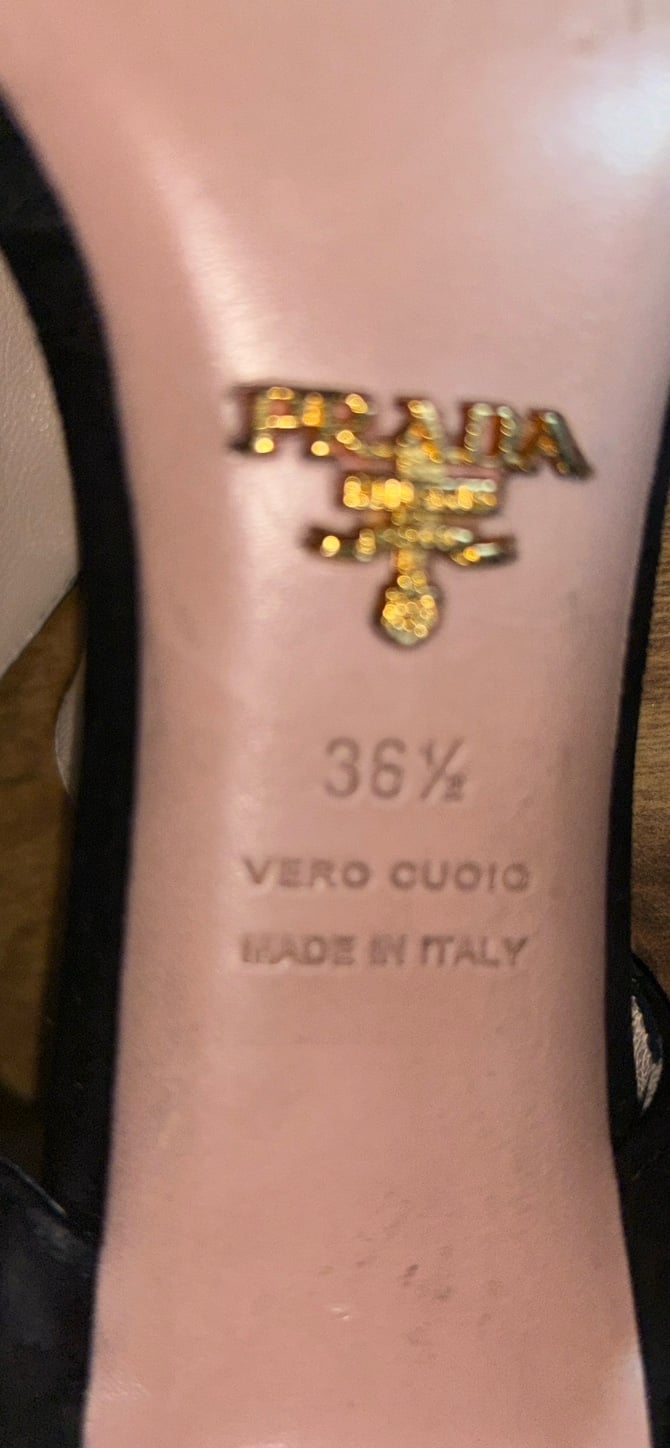 PRADA
36½
VERO CUOIO
MADE IN ITALY